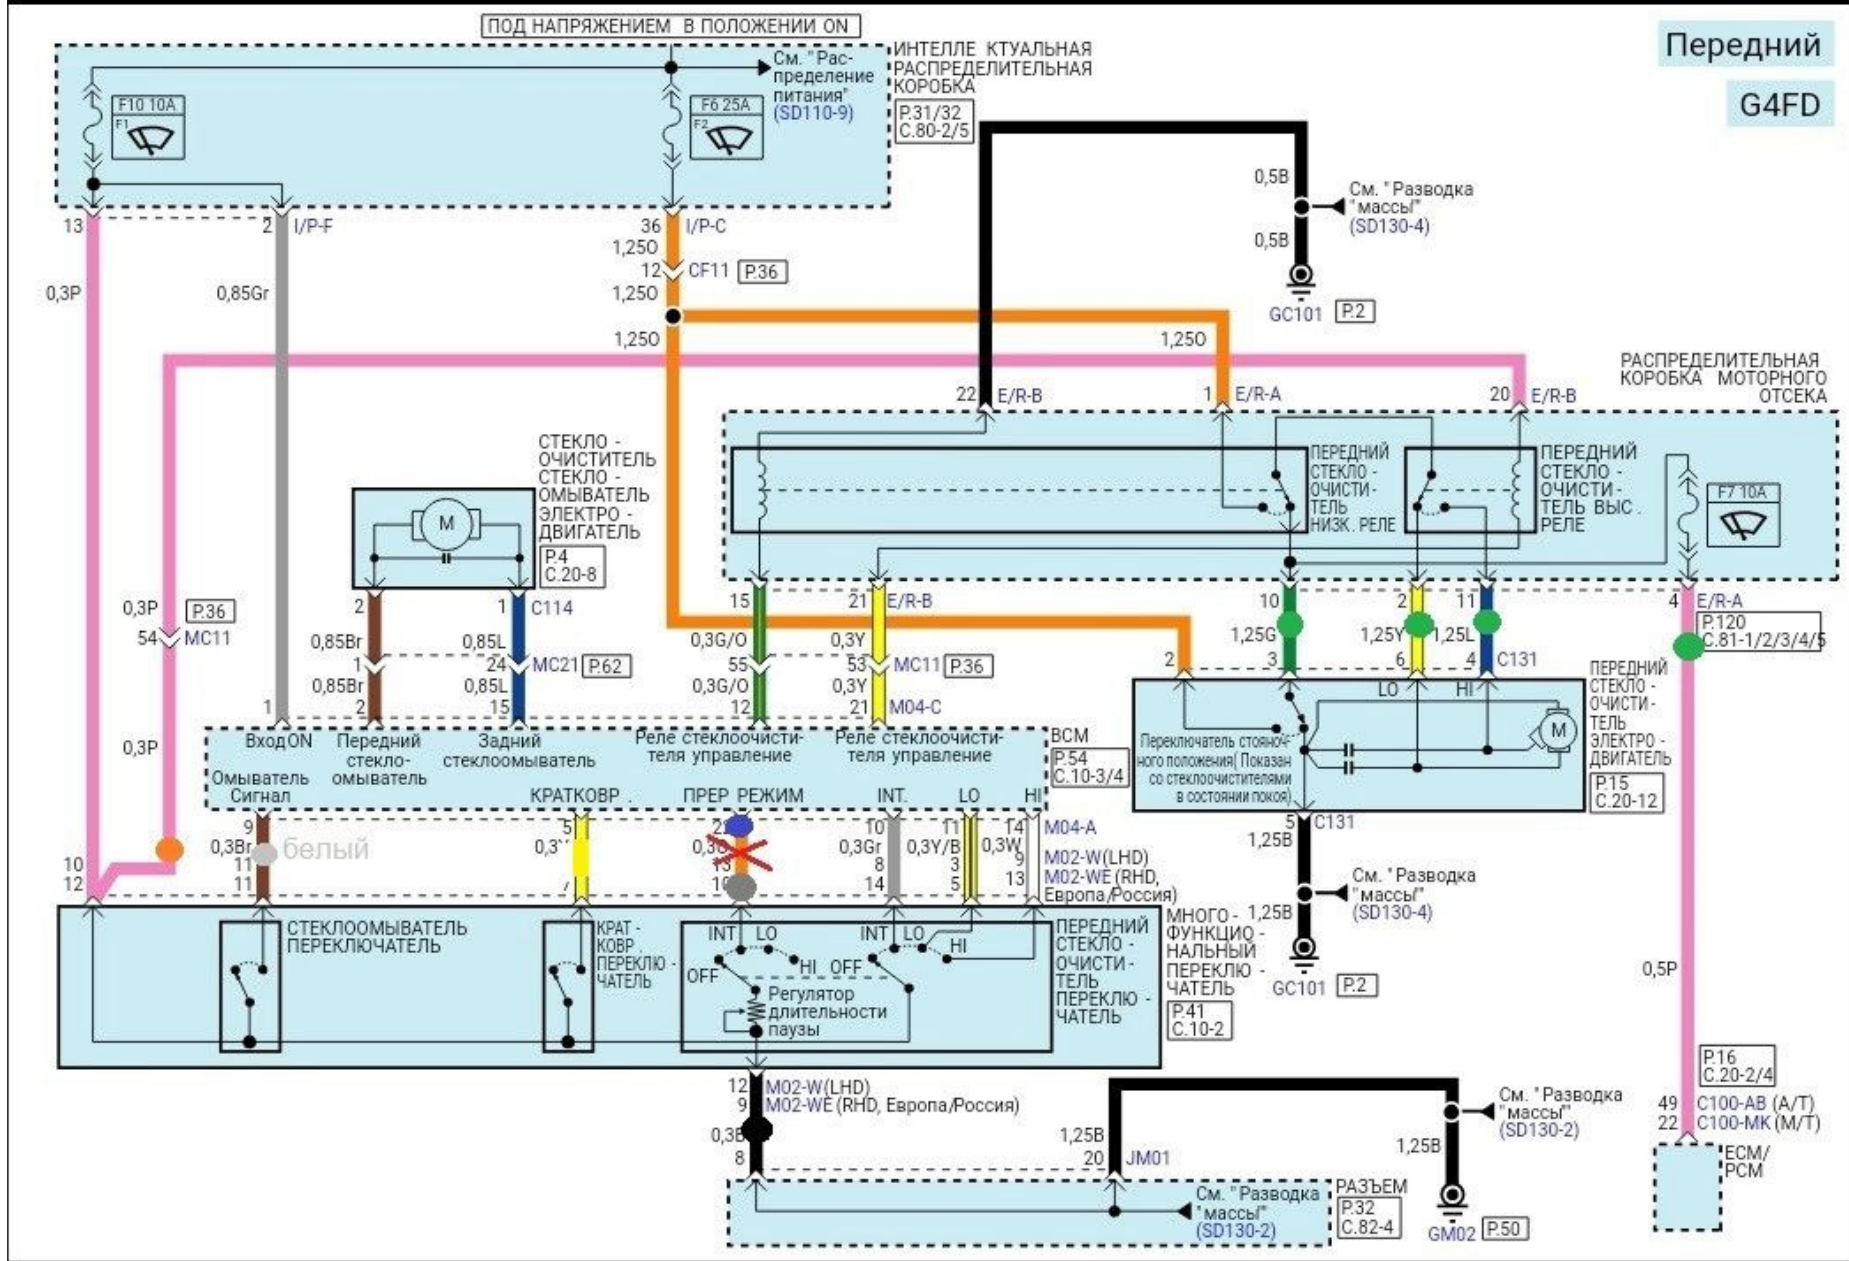 ПОД НАПРЯЖЕНИЕМ В ПОЛОЖЕНИИ ON
Передний
G4FD
ИНТЕЛЛЕ КТУАЛЬНАЯ
РАСПРЕДЕЛИТЕЛЬНАЯ
КОРОБКА
P.31/32
C.80-2/5
См. "Рас-
пределение
питания"
(SD110-9)
F10 10A
F1
F6 25A
F2
13
2
I/P-F
36
I/P-C
1,25O
12
CF11
P.36
1,25O
1,25O
1,25O
0,3P
0,85Gr
0,5B
0,5B
См. "Разводка
"массы"
(SD130-4)
GC101
P.2
РАСПРЕДЕЛИТЕЛЬНАЯ
КОРОБКА МОТОРНОГО
ОТСЕКА
22
E/R-B
1
E/R-A
20
E/R-B
ПЕРЕДНИЙ
СТЕКЛО -
ОЧИСТИ -
ТЕЛЬ
НИЗК. РЕЛЕ
ПЕРЕДНИЙ
СТЕКЛО -
ОЧИСТИ -
ТЕЛЬ ВЫС .
РЕЛЕ
F7 10A
СТЕКЛО -
ОЧИСТИТЕЛЬ
СТЕКЛО -
ОМЫВАТЕЛЬ
ЭЛЕКТРО -
ДВИГАТЕЛЬ
P.4
C.20-8
M
2
1
C114
0,85Br
0,85L
1
24
MC21
P.62
0,85Br
0,85L
2
15
0,3P
P.36
54
MC11
0,3P
15
21
E/R-B
0,3G/O
0,3Y
55
53
MC11
P.36
0,3G/O
0,3Y
12
21
M04-C
1
10
2
11
4
E/R-A
1,25G
1,25Y
1,25L
P.120
C.81-1/2/3/4/5
2
3
6
4
C131
LO
HI
M
ПЕРЕДНИЙ
СТЕКЛО -
ОЧИСТИ -
ТЕЛЬ
ЭЛЕКТРО -
ДВИГАТЕЛЬ
P.15
C.20-12
Переключатель стояноч-
ного положения( Показан
со стеклоочистителями
в состоянии покоя)
5
C131
1,25B
См. "Разводка
"массы"
(SD130-4)
1,25B
GC101
P.2
Вход ON
Передний
стекло-
омыватель
Задний
стеклоомыватель
Реле стеклоочисти-
теля управление
Реле стеклоочисти-
теля управление
BCM
P.54
C.10-3/4
Омыватель
Сигнал
КРАТКОВР .
ПРЕР РЕЖИМ
INT.
LO
HI
9
5
10
11
14
M04-A
0,3Br
белый
0,3Gr
0,3Y/B
0,3W
11
8
3
9
M02-W(LHD)
11
14
5
13
M02-WE (RHD,
Европа/Россия)
10
12
СТЕКЛООМЫВАТЕЛЬ
ПЕРЕКЛЮЧАТЕЛЬ
КРАТ -
КОВР .
ПЕРЕКЛЮ -
ЧАТЕЛЬ
INT
LO
HI
OFF
INT
LO
HI
OFF
Регулятор
длительности
паузы
ПЕРЕДНИЙ
СТЕКЛО -
ОЧИСТИ -
ТЕЛЬ
ПЕРЕКЛЮ -
ЧАТЕЛЬ
МНОГО -
ФУНКЦИО -
НАЛЬНЫЙ
ПЕРЕКЛЮ -
ЧАТЕЛЬ
P.41
C.10-2
12
M02-W(LHD)
9
M02-WE (RHD, Европа/Россия)
0,3B
8
1,25B
20
JM01
См. "Разводка
"массы"
(SD130-2)
РАЗЪЕМ
P.32
C.82-4
1,25B
См. "Разводка
"массы"
(SD130-2)
GM02
P.50
0,5P
P.16
C.20-2/4
49
C100-AB (A/T)
22
C100-MK (M/T)
ECM/
PCM